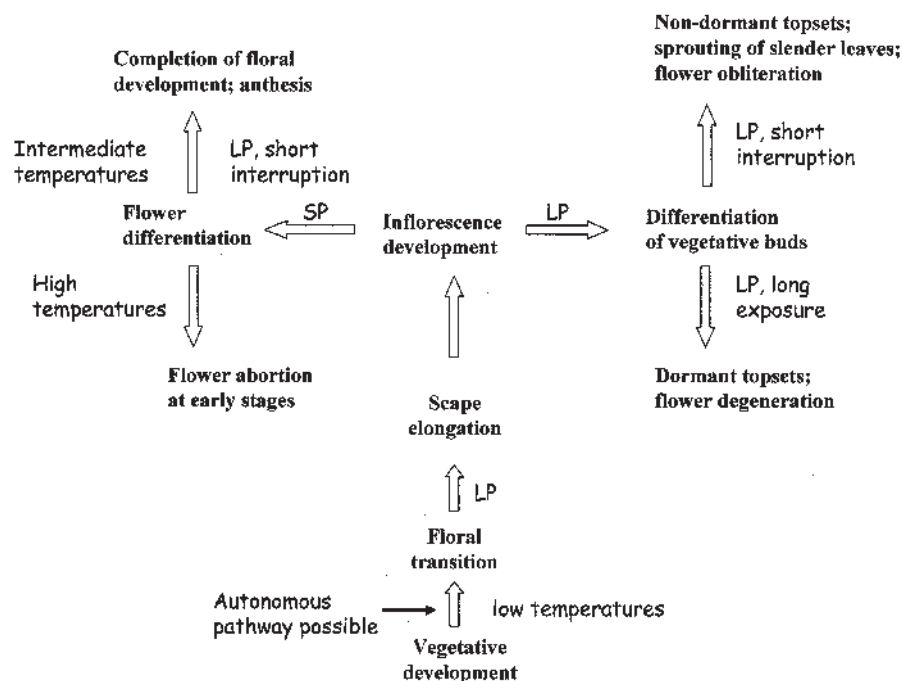 Non-dormant topsets;
sprouting of slender leaves;
flower obliteration
Completion of floral
development; anthesis
Intermediate
temperatures
LP, short
interruption
LP, short
interruption
Flower
differentiation
SP
Inflorescence
development
LP
Differentiation
of vegetative buds
High
temperatures
LP, long
exposure
Flower abortion
at early stages
Dormant topsets;
flower degeneration
Scape
elongation
LP
Floral
transition
Autonomous
pathway possible
low temperatures
Vegetative
development